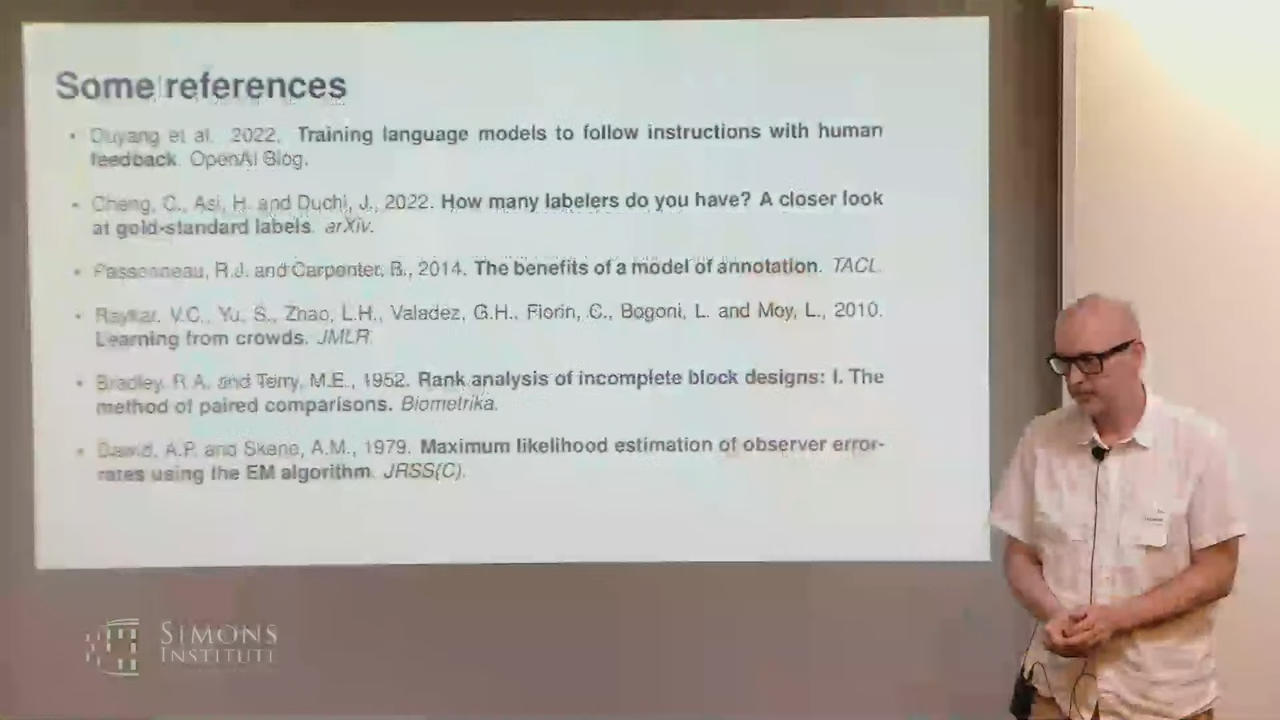 Some references
• Ouyang et al. 2022. Training language models to follow instructions with human
feedback. OpenAI Blog.
• Cheng, C., Asi, H. and Duchi, J., 2022. How many labelers do you have? A closer look
at gold-standard labels. arXiv.
• Passonneau, R.J. and Carpenter, B., 2014. The benefits of a model of annotation. TACL.
• Raykar, V.C., Yu, S., Zhao, L.H., Valadez, G.H., Florin, C., Bogoni, L. and Moy, L., 2010.
Learning from crowds. JMLR.
• Bradley, R.A. and Terry, M.E., 1952. Rank analysis of incomplete block designs: I. The
method of paired comparisons. Biometrika.
• Dawid, A.P. and Skene, A.M., 1979. Maximum likelihood estimation of observer error-
rates using the EM algorithm. JRSS(C).
SIMONS
INSTITUTE